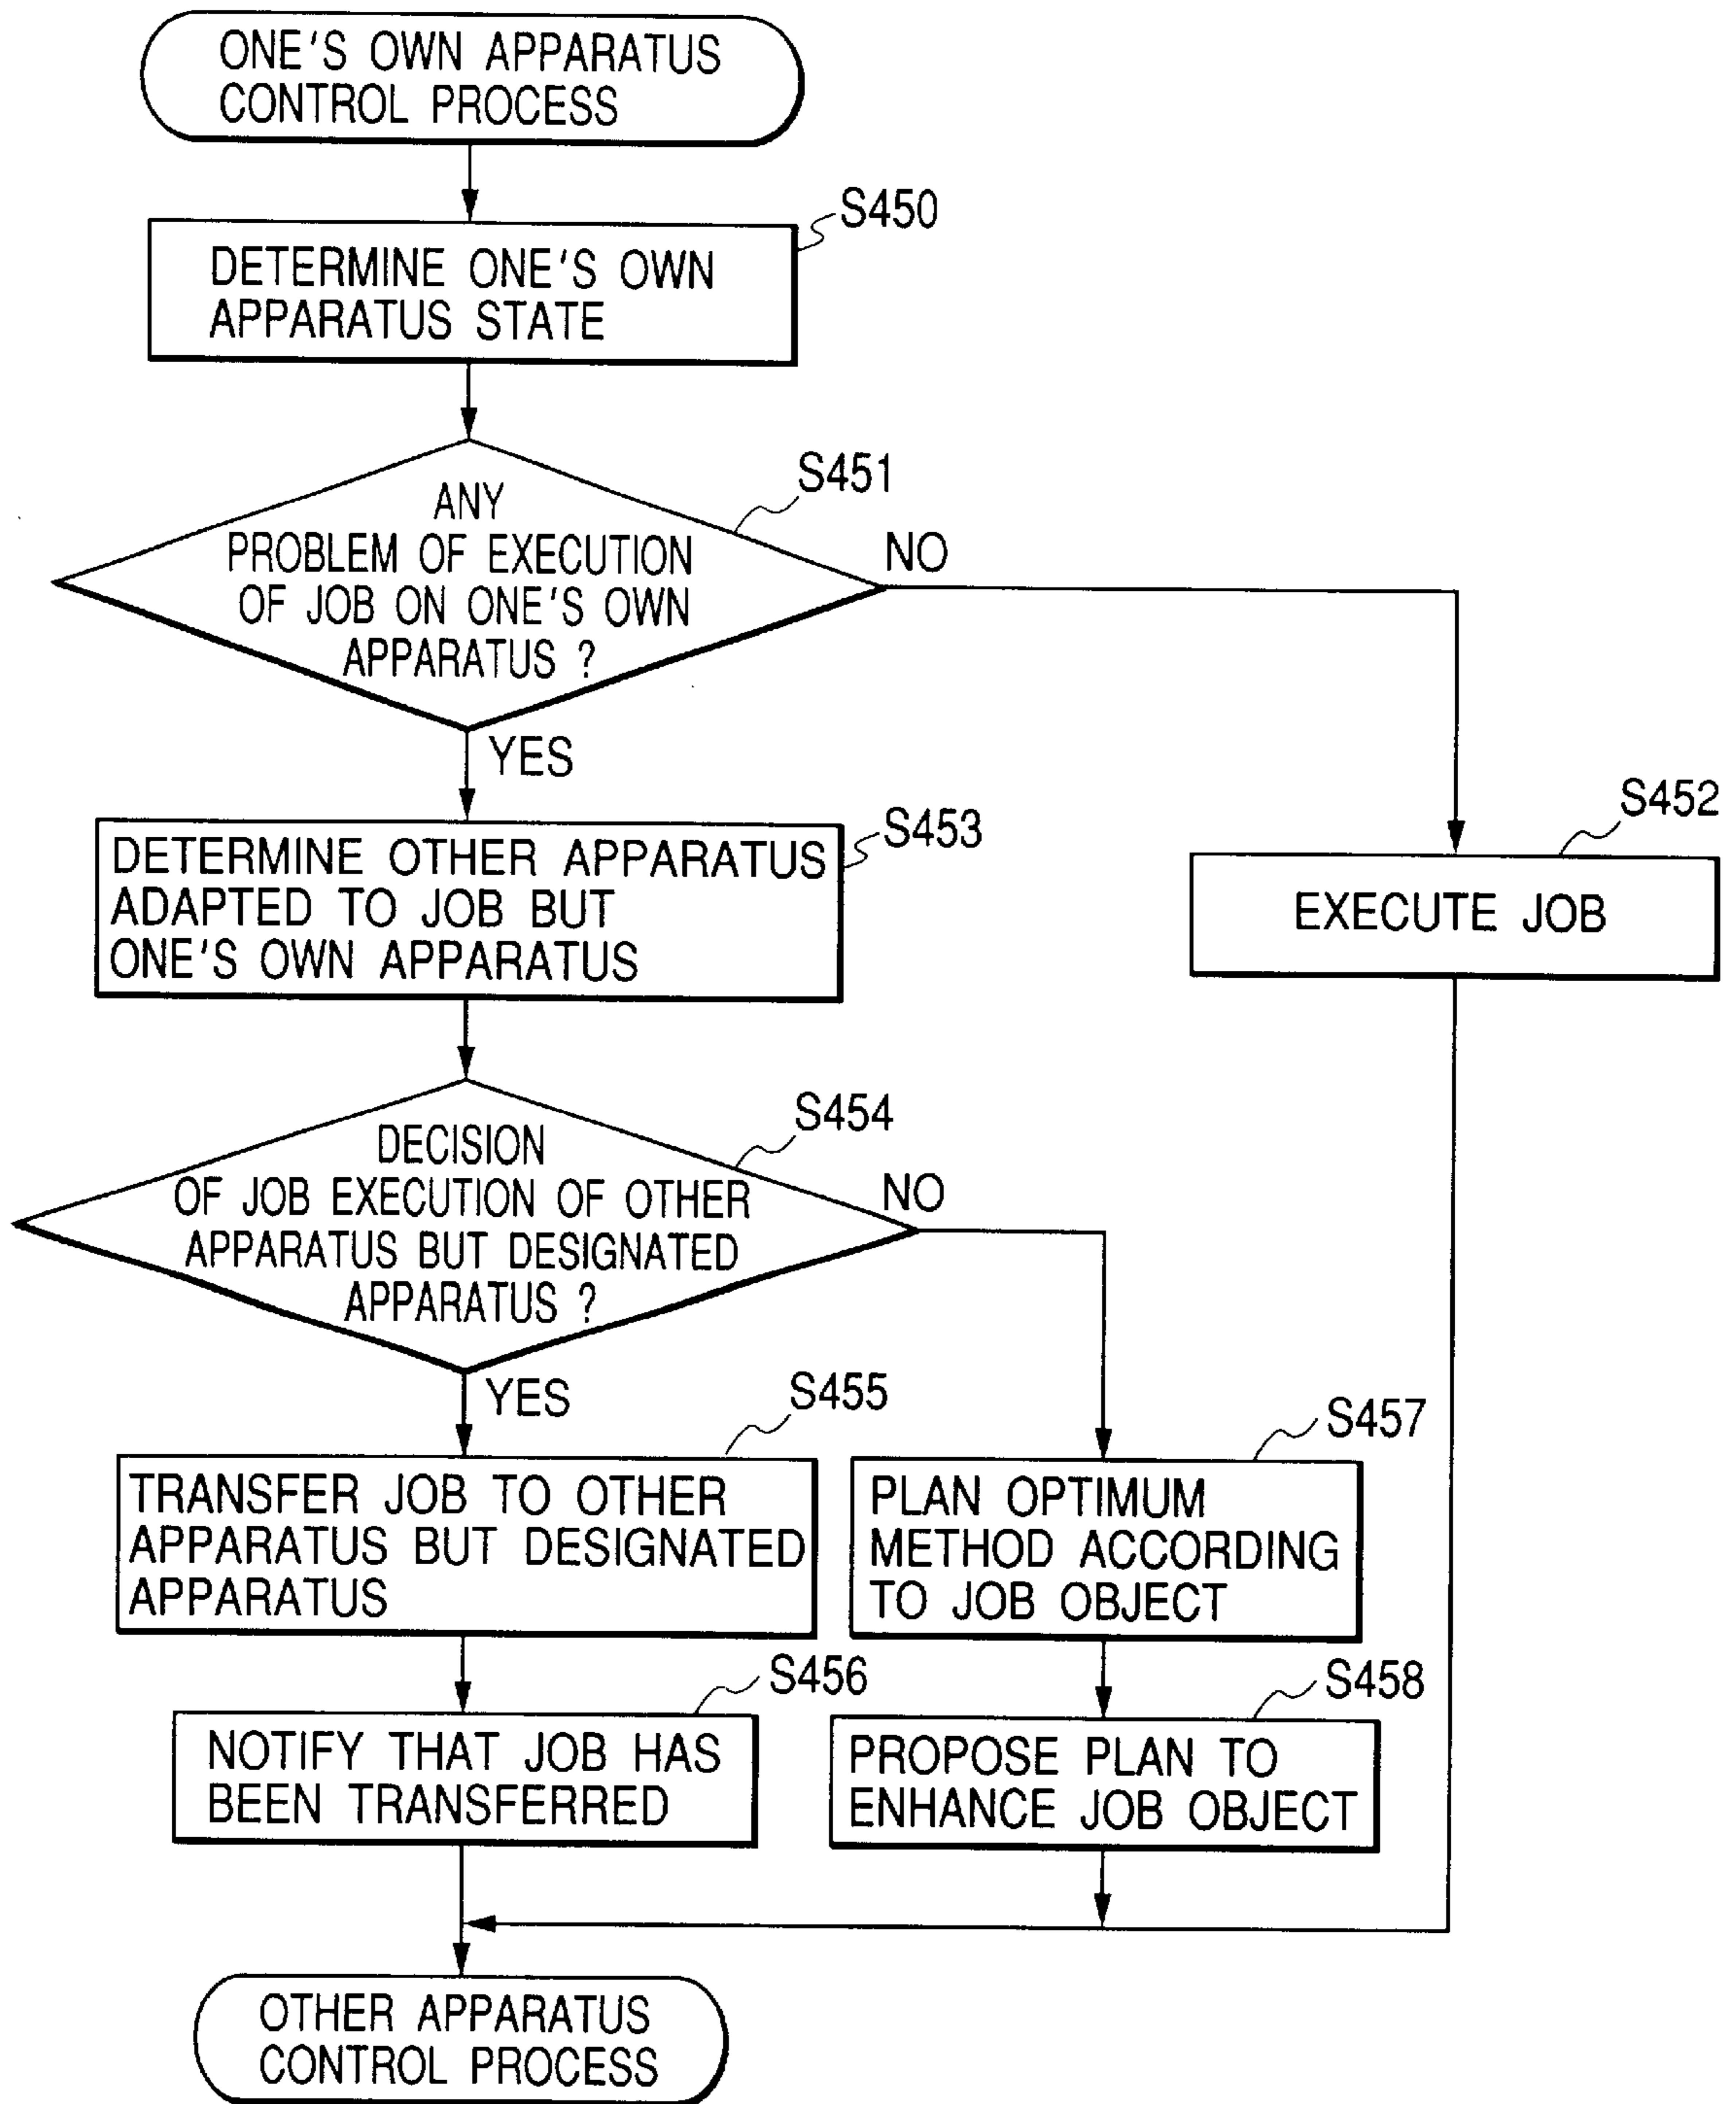 ONE'S OWN APPARATUS
CONTROL PROCESS
S450
DETERMINE ONE'S OWN
APPARATUS STATE
S451
ANY
PROBLEM OF EXECUTION
OF JOB ON ONE'S OWN
APPARATUS ?
NO
YES
S452
EXECUTE JOB
S453
DETERMINE OTHER APPARATUS
ADAPTED TO JOB BUT
ONE'S OWN APPARATUS
S454
DECISION
OF JOB EXECUTION OF OTHER
APPARATUS BUT DESIGNATED
APPARATUS ?
NO
YES
S455
TRANSFER JOB TO OTHER
APPARATUS BUT DESIGNATED
APPARATUS
S457
PLAN OPTIMUM
METHOD ACCORDING
TO JOB OBJECT
S456
NOTIFY THAT JOB HAS
BEEN TRANSFERRED
S458
PROPOSE PLAN TO
ENHANCE JOB OBJECT
OTHER APPARATUS
CONTROL PROCESS